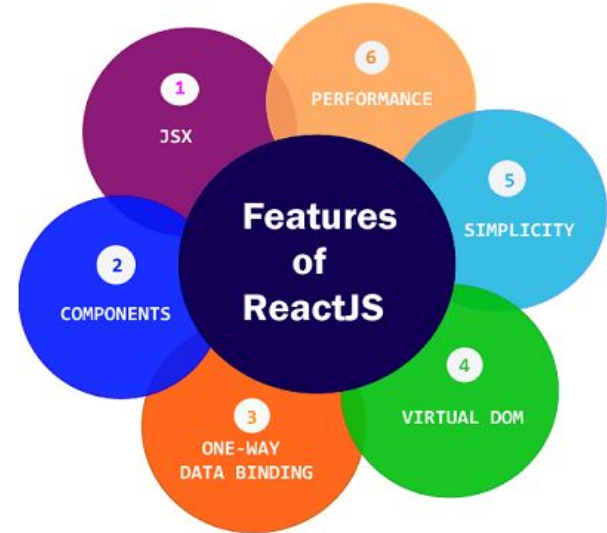 Features
of
ReactJS
1
JSX
2
COMPONENTS
3
ONE-WAY
DATA BINDING
4
VIRTUAL DOM
5
SIMPLICITY
6
PERFORMANCE